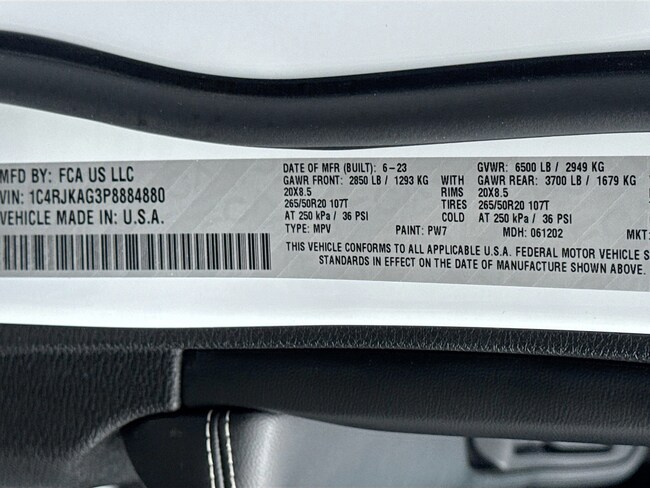 MFD BY: FCA US LLC
VIN: 1C4RJKAG3P8884880
VEHICLE MADE IN: U.S.A.
DATE OF MFR (BUILT): 6-23
GAWR FRONT: 2850 LB / 1293 KG WITH
20X8.5 RIMS
265/50R20 107T TIRES
AT 250 kPa / 36 PSI COLD
GVWR: 6500 LB / 2949 KG
GAWR REAR: 3700 LB / 1679 KG
20X8.5
265/50R20 107T
AT 250 kPa / 36 PSI
TYPE: MPV PAINT: PW7 MDH: 061202 MKT:
THIS VEHICLE CONFORMS TO ALL APPLICABLE U.S.A. FEDERAL MOTOR VEHICLE S
STANDARDS IN EFFECT ON THE DATE OF MANUFACTURE SHOWN ABOVE.